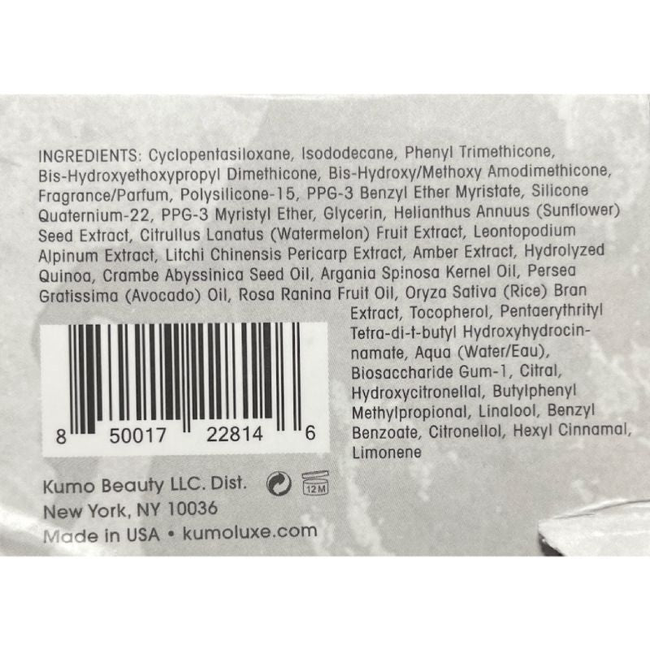 INGREDIENTS: Cyclopentasiloxane, Isododecane, Phenyl Trimethicone,
Bis-Hydroxyethoxypropyl Dimethicone, Bis-Hydroxy/Methoxy Amodimethicone,
Fragrance/Parfum, Polysilicone-15, PPG-3 Benzyl Ether Myristate, Silicone
Quaternium-22, PPG-3 Myristyl Ether, Glycerin, Helianthus Annuus (Sunflower)
Seed Extract, Citrullus Lanatus (Watermelon) Fruit Extract, Leontopodium
Alpinum Extract, Litchi Chinensis Pericarp Extract, Amber Extract, Hydrolyzed
Quinoa, Crambe Abyssinica Seed Oil, Argania Spinosa Kernel Oil, Persea
Gratissima (Avocado) Oil, Rosa Ranina Fruit Oil, Oryza Sativa (Rice) Bran
Extract, Tocopherol, Pentaerythrityl
Tetra-di-t-butyl Hydroxyhydrocin-
namate, Aqua (Water/Eau),
Biosaccharide Gum-1, Citral,
Hydroxycitronellal, Butylphenyl
Methylpropional, Linalool, Benzyl
Benzoate, Citronellol, Hexyl Cinnamal,
Limonene
8 50017 22814 6
Kumo Beauty LLC. Dist.
12M
New York, NY 10036
Made in USA • kumoluxe.com